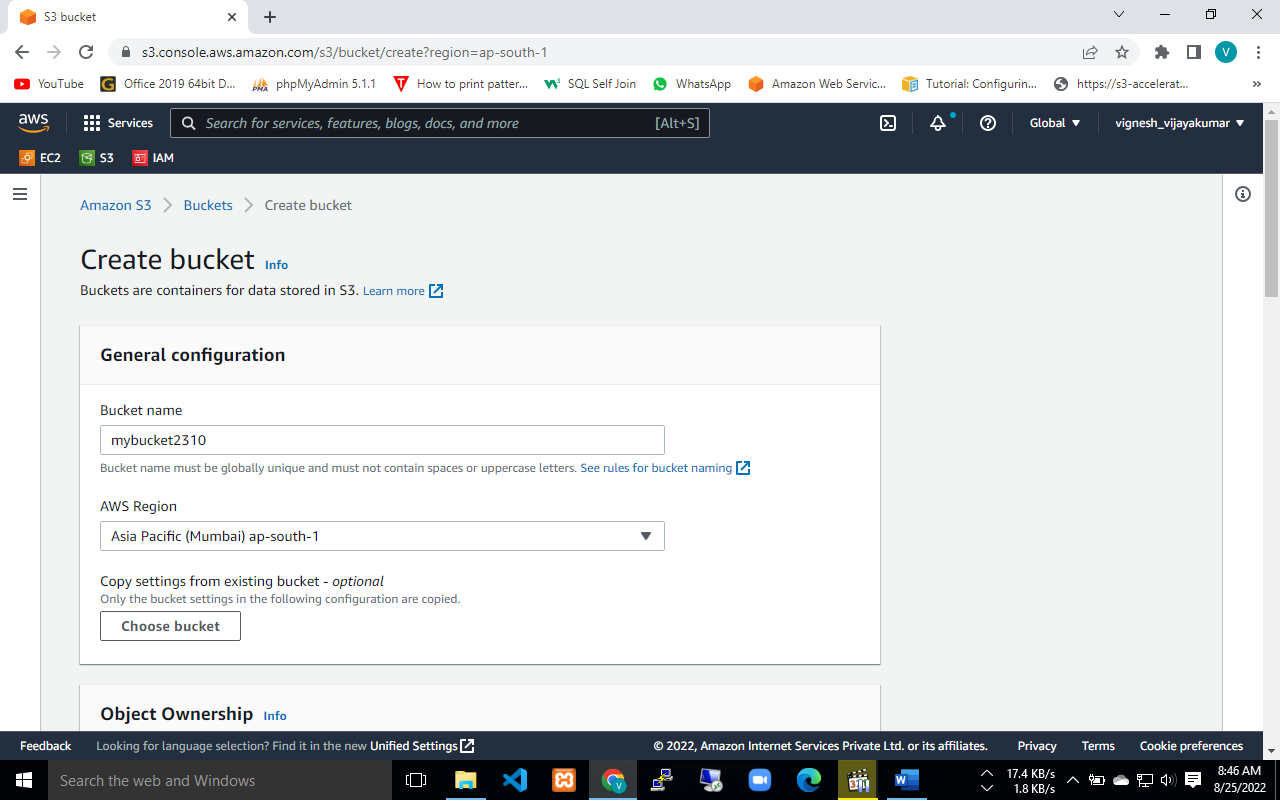 S3 bucket
s3.console.aws.amazon.com/s3/bucket/create?region=ap-south-1
V
YouTube
Office 2019 64bit D...
phpMyAdmin 5.1.1
How to print patter...
SQL Self Join
WhatsApp
Amazon Web Servic...
Tutorial: Configurin...
https://s3-accelerat...
aws
Services
Search for services, features, blogs, docs, and more [Alt+S]
Global
vignesh_vijayakumar
EC2
S3
IAM
Amazon S3 > Buckets > Create bucket
Create bucket Info
Buckets are containers for data stored in S3. Learn more
General configuration
Bucket name
mybucket2310
Bucket name must be globally unique and must not contain spaces or uppercase letters. See rules for bucket naming
AWS Region
Asia Pacific (Mumbai) ap-south-1
Copy settings from existing bucket - optional
Only the bucket settings in the following configuration are copied.
Choose bucket
Object Ownership Info
Feedback
Looking for language selection? Find it in the new Unified Settings
© 2022, Amazon Internet Services Private Ltd. or its affiliates.
Privacy
Terms
Cookie preferences
Search the web and Windows
17.4 KB/s
1.8 KB/s
8:46 AM
8/25/2022